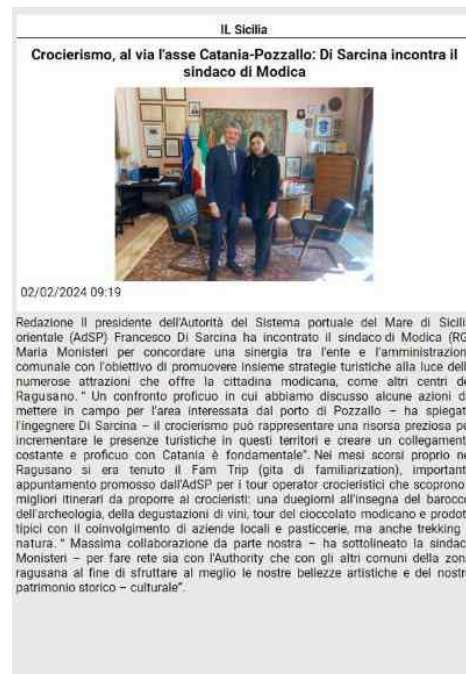 IL Sicilia
Crocierismo, al via l'asse Catania-Pozzallo: Di Sarcina incontra il
sindaco di Modica
02/02/2024 09:19
Redazione Il presidente dell'Autorità del Sistema portuale del Mare di Sicili
orientale (AdSP) Francesco Di Sarcina ha incontrato il sindaco di Modica (RG
Maria Monisteri per concordare una sinergia tra l'ente e l'amministrazion
comunale con l'obiettivo di promuovere insieme strategie turistiche alla luce dell
numerose attrazioni che offre la cittadina modicana, come altri centri de
Ragusano. " Un confronto proficuo in cui abbiamo discusso alcune azioni d
mettere in campo per l'area interessata dal porto di Pozzallo – ha spiegat
l'ingegnere Di Sarcina – il crocierismo può rappresentare una risorsa preziosa pe
incrementare le presenze turistiche in questi territori e creare un collegament
costante e proficuo con Catania è fondamentale". Nei mesi scorsi proprio ne
Ragusano si era tenuto il Fam Trip (gita di familiarization), important
appuntamento promosso dall'AdSP per i tour operator crocieristici che scoprono
migliori itinerari da proporre ai crocieristi: una duegiorni all'insegna del barocco
dell'archeologia, della degustazioni di vini, tour del cioccolato modicano e prodot
tipici con il coinvolgimento di aziende locali e pasticcerie, ma anche trekking
natura. " Massima collaborazione da parte nostra – ha sottolineato la sindac
Monisteri – per fare rete sia con l'Authority che con gli altri comuni della zon
ragusana al fine di sfruttare al meglio le nostre bellezze artistiche e del nostr
patrimonio storico – culturale".